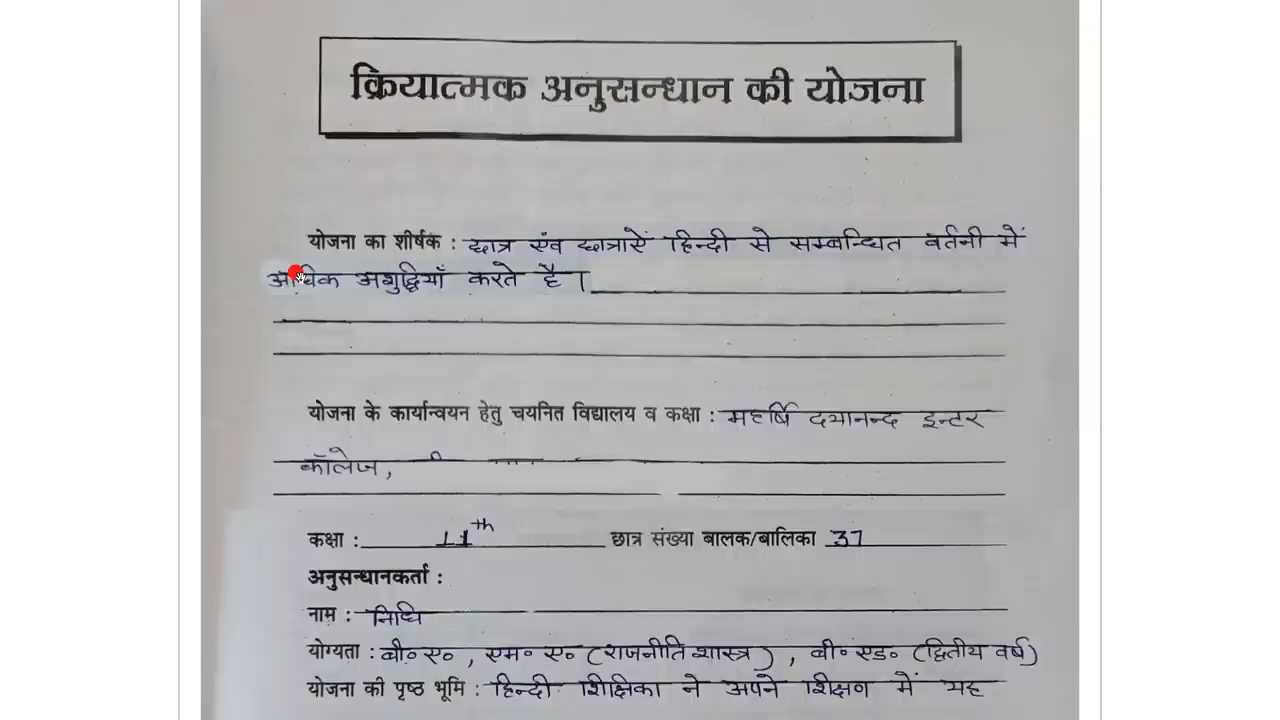 क्रियात्मक अनुसन्धान की योजना
योजना का शीर्षक : छात्र एंव छात्राऐं हिन्दी से सम्बन्धित वर्तनी में
अधिक अशुद्धियाँ करते है ।
योजना के कार्यान्वयन हेतु चयनित विद्यालय व कक्षा : महर्षि दयानन्द इन्टर
कॉलेज,
कक्षा : 11th छात्र संख्या बालक/बालिका 37
अनुसन्धानकर्ता :
नाम : निधि
योग्यता : बी० ए० , एम० ए० (राजनीति शास्त्र) , बी० एड० (द्वितीय वर्ष)
योजना की पृष्ठ भूमि : हिन्दी शिक्षिका ने अपने शिक्षण में यह